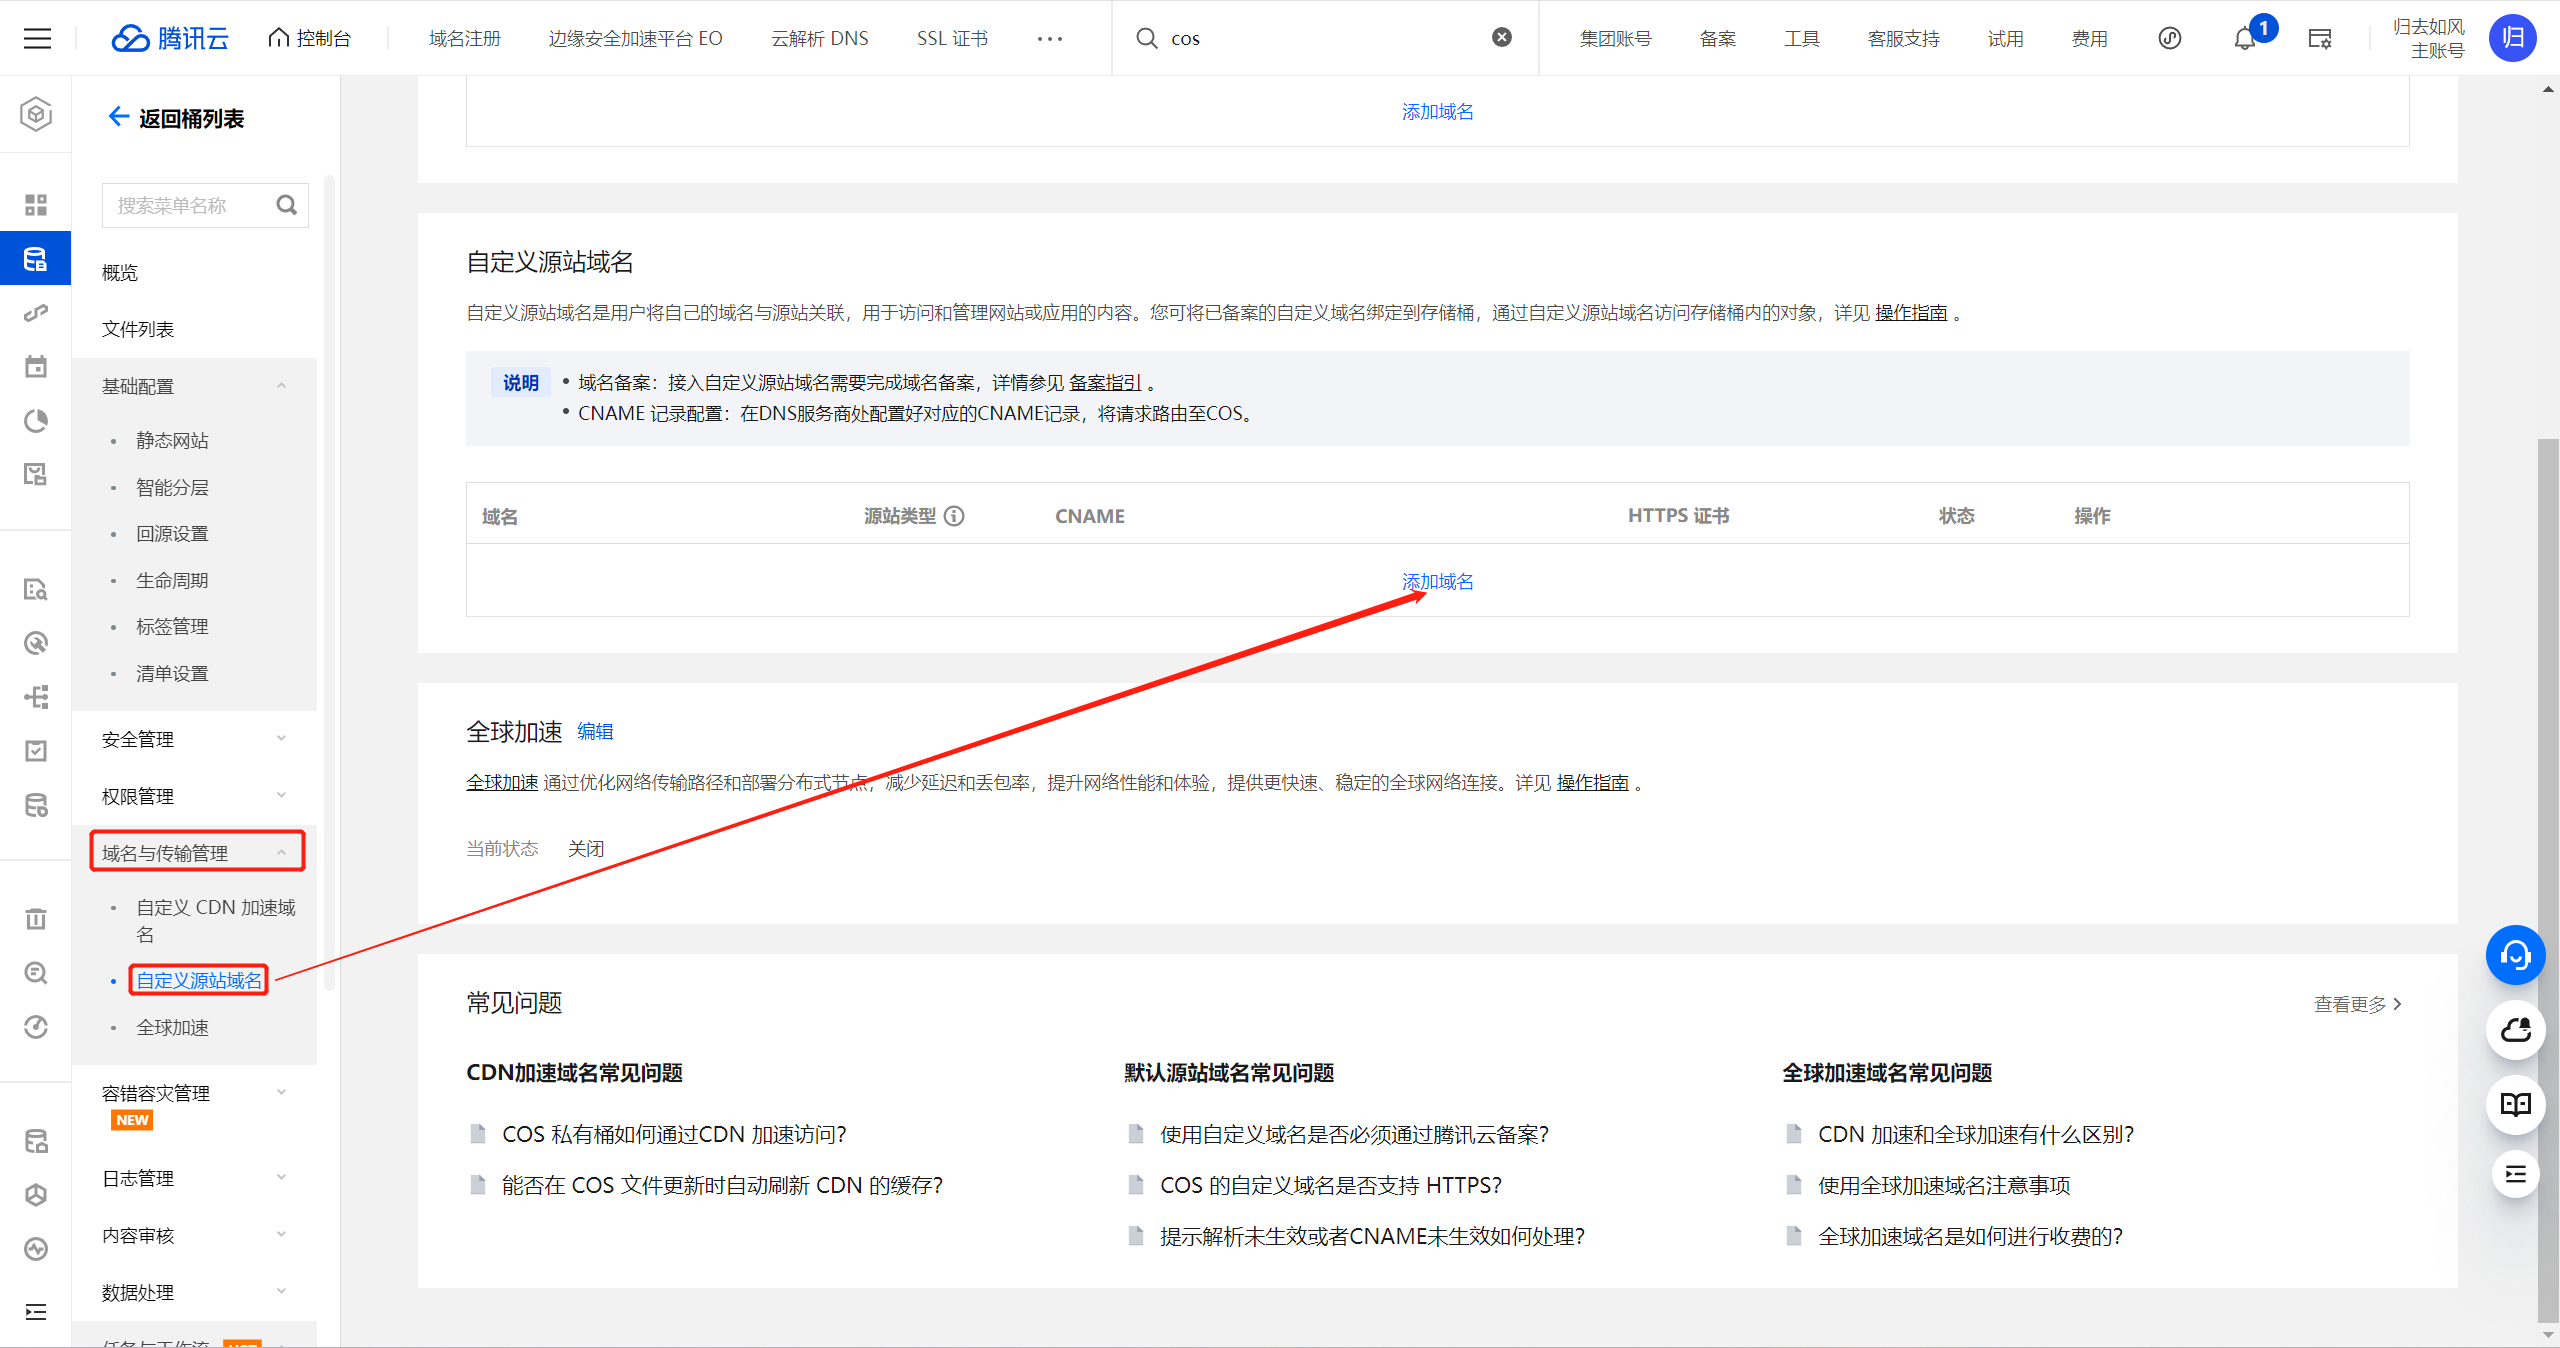 腾讯云
控制台
域名注册
边缘安全加速平台 EO
云解析 DNS
SSL 证书
cos
集团账号
备案
工具
客服支持
试用
费用
1
归去如风
主账号
归
返回桶列表
搜索菜单名称
概览
文件列表
基础配置
静态网站
智能分层
回源设置
生命周期
标签管理
清单设置
安全管理
权限管理
域名与传输管理
自定义 CDN 加速域
名
自定义源站域名
全球加速
容错容灾管理
NEW
日志管理
内容审核
数据处理
添加域名
自定义源站域名
自定义源站域名是用户将自己的域名与源站关联，用于访问和管理网站或应用的内容。您可将已备案的自定义域名绑定到存储桶，通过自定义源站域名访问存储桶内的对象，详见 操作指南 。
说明
• 域名备案：接入自定义源站域名需要完成域名备案，详情参见 备案指引 。
• CNAME 记录配置：在DNS服务商处配置好对应的CNAME记录，将请求路由至COS。
域名 源站类型 CNAME HTTPS 证书 状态 操作
添加域名
全球加速 编辑
全球加速 通过优化网络传输路径和部署分布式节点，减少延迟和丢包率，提升网络性能和体验，提供更快速、稳定的全球网络连接。详见 操作指南 。
当前状态 关闭
常见问题
查看更多
CDN加速域名常见问题
COS 私有桶如何通过CDN 加速访问？
能否在 COS 文件更新时自动刷新 CDN 的缓存？
默认源站域名常见问题
使用自定义域名是否必须通过腾讯云备案？
COS 的自定义域名是否支持 HTTPS？
提示解析未生效或者CNAME未生效如何处理？
全球加速域名常见问题
CDN 加速和全球加速有什么区别？
使用全球加速域名注意事项
全球加速域名是如何进行收费的？